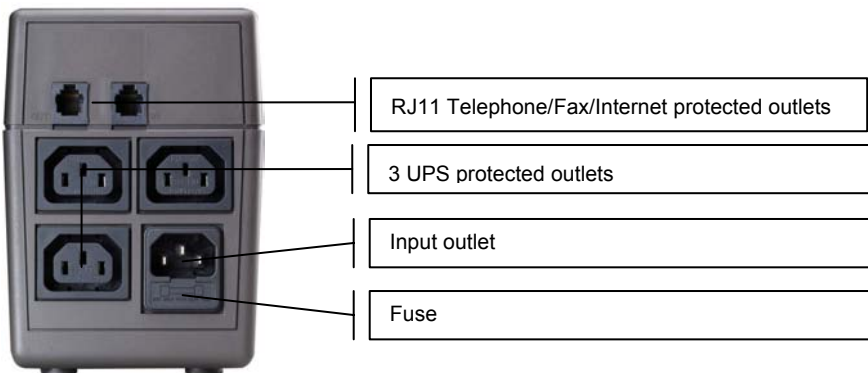 RJ11 Telephone/Fax/Internet protected outlets
3 UPS protected outlets
Input outlet
Fuse